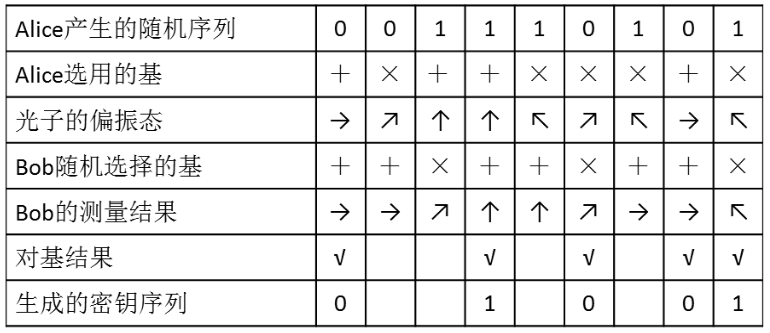 Alice产生的随机序列 0 0 1 1 1 0 1 0 1
Alice选用的基 + × + + × × × + ×
光子的偏振态 → ↗ ↑ ↑ ↖ ↗ ↖ → ↖
Bob随机选择的基 + + × + + × + + ×
Bob的测量结果 → → ↗ ↑ ↑ ↗ → → ↖
对基结果 √ √ √ √ √
生成的密钥序列 0 1 0 0 1